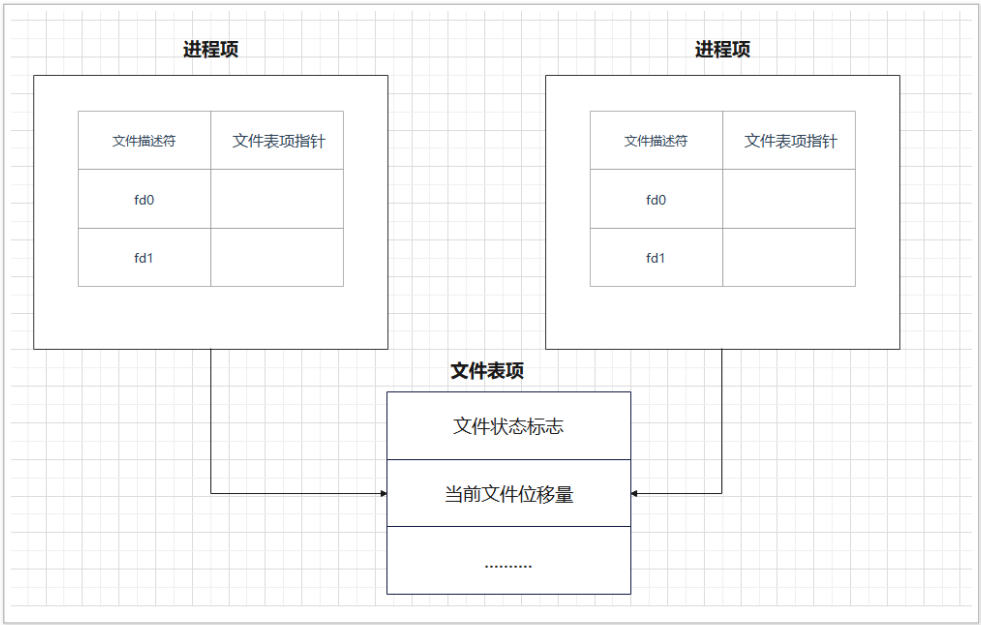 进程项
进程项
文件描述符 文件表项指针
fd0
fd1
文件描述符 文件表项指针
fd0
fd1
文件表项
文件状态标志
当前文件位移量
..........